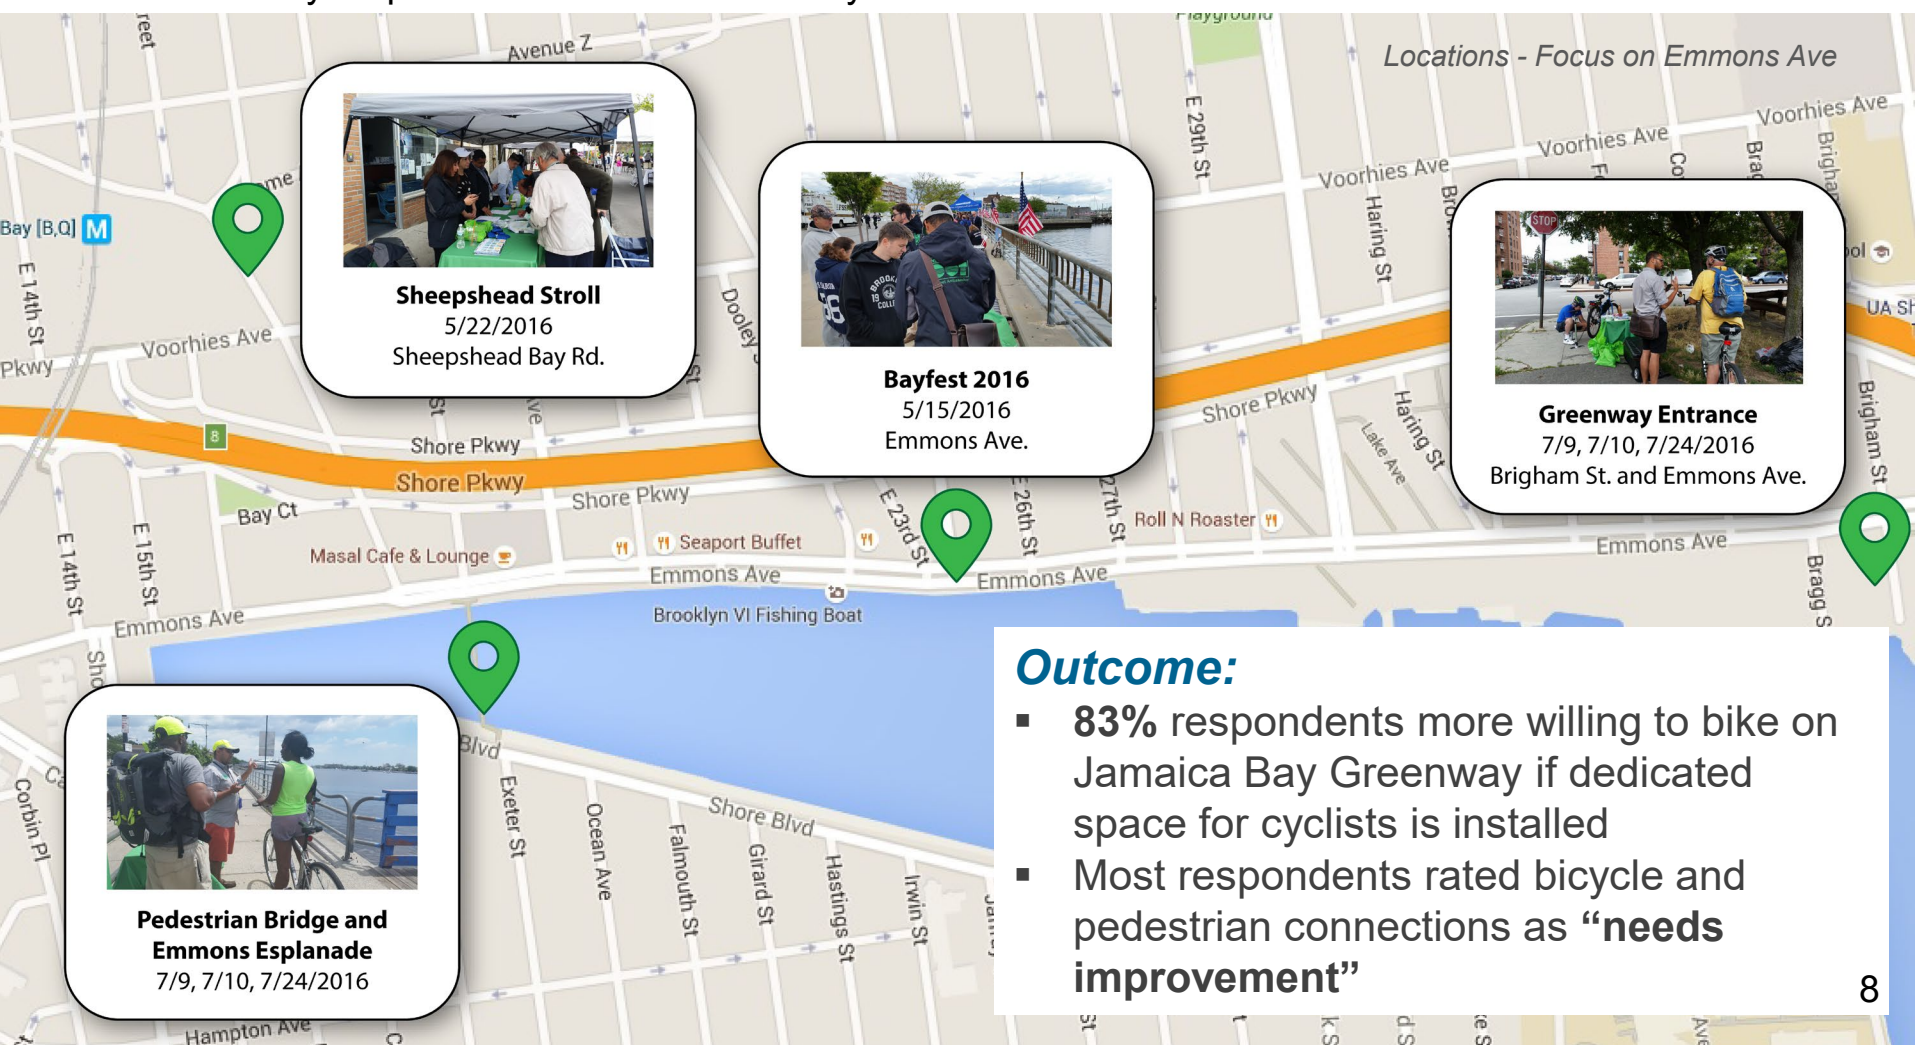 Locations - Focus on Emmons Ave
Avenue Z
Playground
E 29th St
Voorhies Ave
Voorhies Ave
Voorhies Ave
Haring St
Bay [B,Q] M
E 14th St
Pkwy
Voorhies Ave
Sheepshead Stroll
5/22/2016
Sheepshead Bay Rd.
Dooley
Bayfest 2016
5/15/2016
Emmons Ave.
STOP
Greenway Entrance
7/9, 7/10, 7/24/2016
Brigham St. and Emmons Ave.
Brigham St
8
Shore Pkwy
Shore Pkwy
Shore Pkwy
Shore Pkwy
Haring St
Lake Ave
Bay Ct
E 14th St
E 15th St
Masal Cafe & Lounge
Seaport Buffet
E 23rd St
E 26th St
27th St
Roll N Roaster
Emmons Ave
Emmons Ave
Emmons Ave
Emmons Ave
Brooklyn VI Fishing Boat
Bragg S
Corbin Pl
Pedestrian Bridge and
Emmons Esplanade
7/9, 7/10, 7/24/2016
Blvd
Exeter St
Ocean Ave
Falmouth St
Shore Blvd
Girard St
Hastings St
Irwin St
Hampton Ave
Outcome:
▪ 83% respondents more willing to bike on
Jamaica Bay Greenway if dedicated
space for cyclists is installed
▪ Most respondents rated bicycle and
pedestrian connections as “needs
improvement”
8